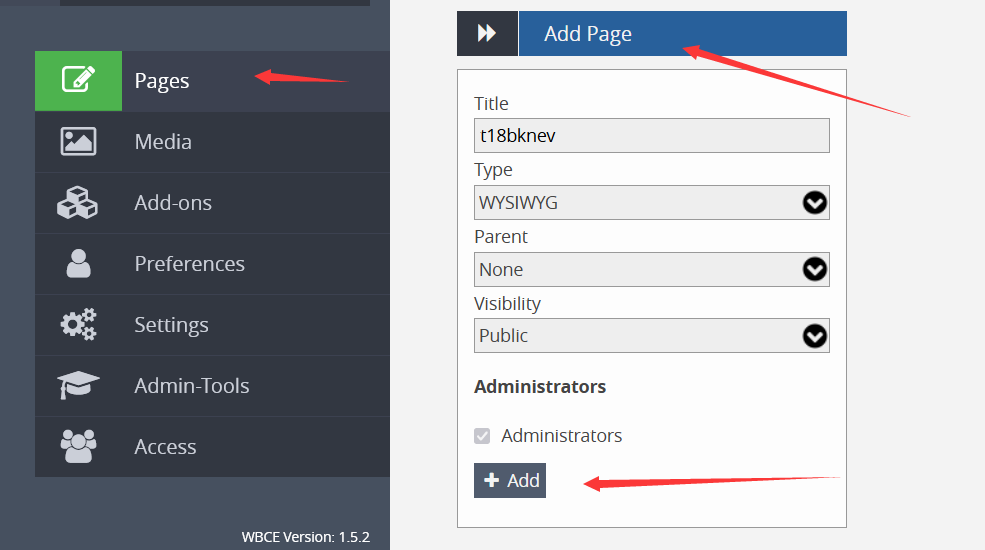 Pages
Media
Add-ons
Preferences
Settings
Admin-Tools
Access
WBCE Version: 1.5.2
Add Page
Title
t18bknev
Type
WYSIWYG
Parent
None
Visibility
Public
Administrators
Administrators
Add